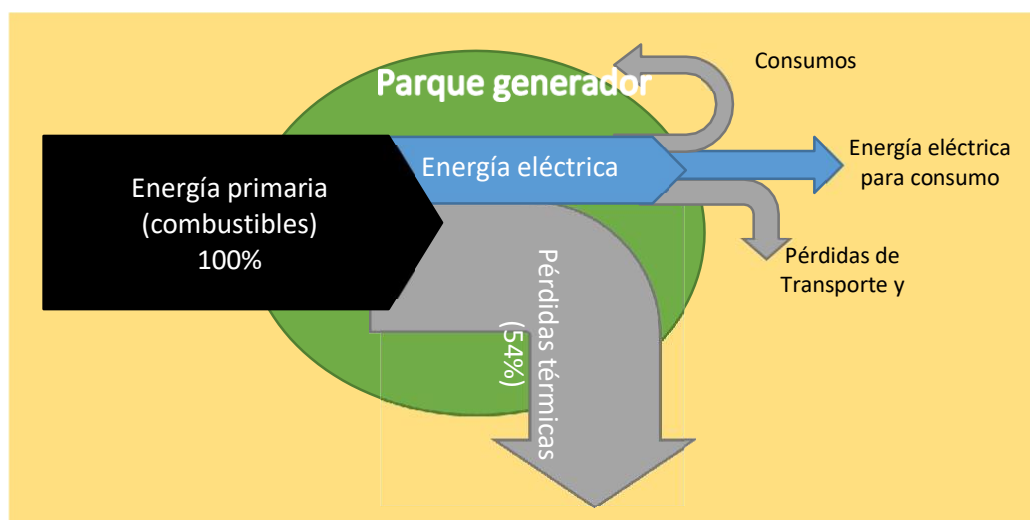 Parque generador
Consumos
Energía primaria
(combustibles)
100%
Energía eléctrica
Energía eléctrica
para consumo
Pérdidas térmicas
(54%)
Pérdidas de
Transporte y